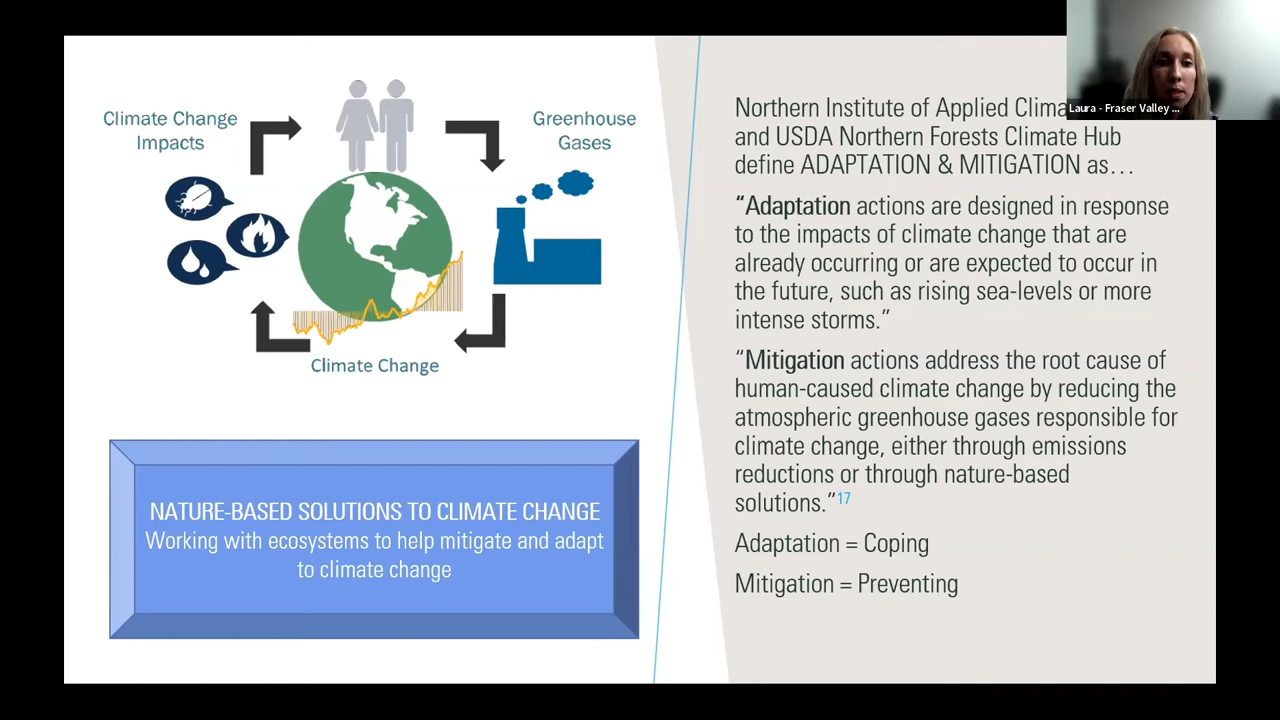 Climate Change
Impacts
Greenhouse
Gases
Climate Change
NATURE-BASED SOLUTIONS TO CLIMATE CHANGE
Working with ecosystems to help mitigate and adapt
to climate change
Northern Institute of Applied
and USDA Northern Forests Climate Hub
define ADAPTATION & MITIGATION as…
“Adaptation actions are designed in response
to the impacts of climate change that are
already occurring or are expected to occur in
the future, such as rising sea-levels or more
intense storms.”
“Mitigation actions address the root cause of
human-caused climate change by reducing the
atmospheric greenhouse gases responsible for
climate change, either through emissions
reductions or through nature-based
solutions.”17
Adaptation = Coping
Mitigation = Preventing
Laura - Fraser Valley ...